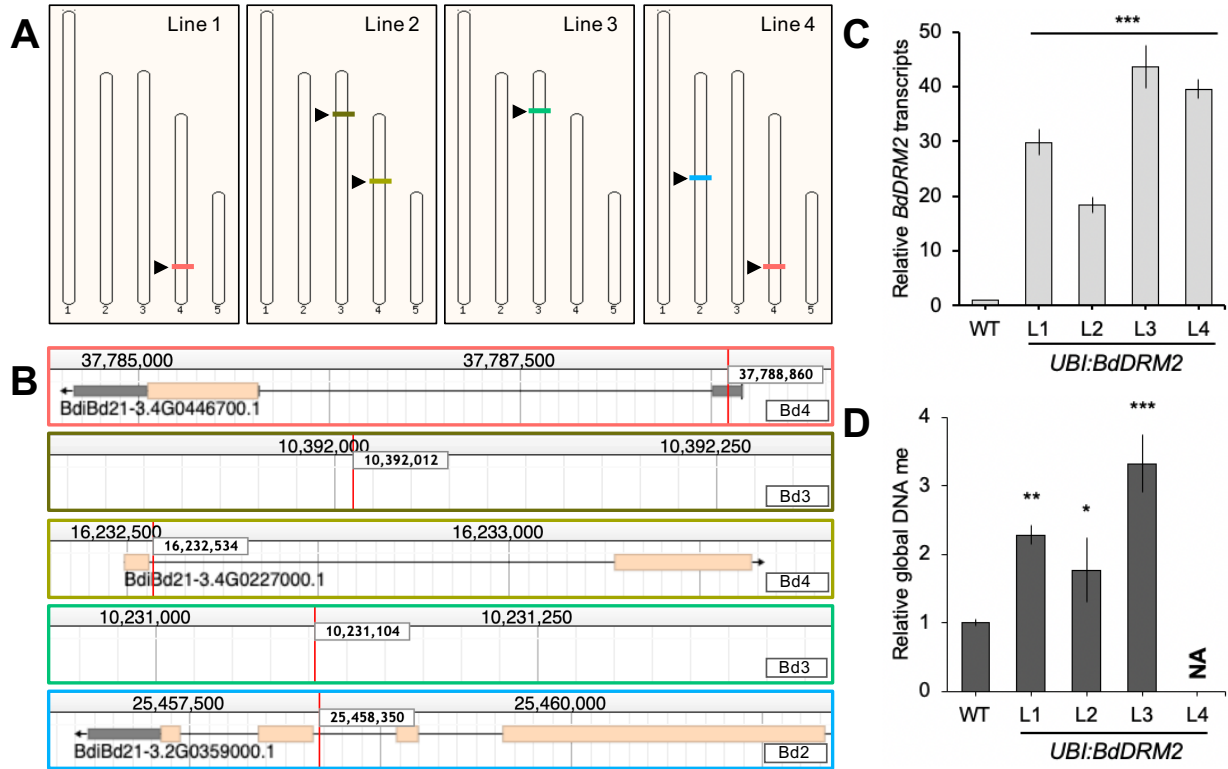 A
Line 1
Line 2
Line 3
Line 4
1 2 3 4 5
1 2 3 4 5
1 2 3 4 5
1 2 3 4 5
B
37,785,000 37,787,500
37,788,860
BdiBd21-3.4G0446700.1
Bd4
10,392,000 10,392,250
10,392,012
Bd3
16,232,500 16,233,000
16,232,534
BdiBd21-3.4G0227000.1
Bd4
10,231,000 10,231,250
10,231,104
Bd3
25,457,500 25,460,000
25,458,350
BdiBd21-3.2G0359000.1
Bd2
C
***
Relative BdDRM2 transcripts
50
40
30
20
10
0
WT L1 L2 L3 L4
UBI:BdDRM2
D
Relative global DNA me
4
3
2
1
0
**
*
***
NA
WT L1 L2 L3 L4
UBI:BdDRM2